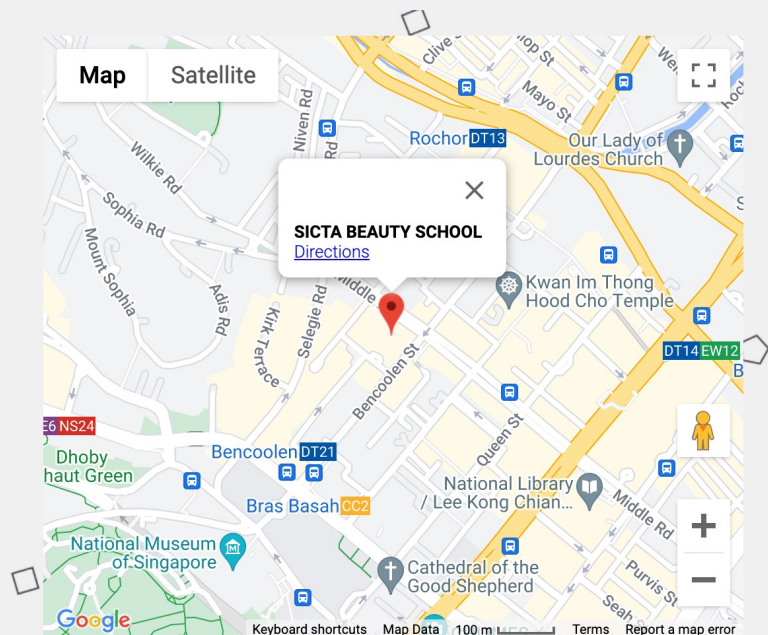 Map
Satellite
Clive S
Mayo St
Niven Rd
Rd
Rochor DT13
Our Lady of
Lourdes Church
Wilkie Rd
Sophia Rd
Mount Sophia
Adis Rd
SICTA BEAUTY SCHOOL
Directions
Middle
Kwan Im Thong
Hood Cho Temple
Kirk Terrace
Selegie Rd
Bencoolen St
DT14 EW12
B
E6 NS24
Dhoby
haut Green
Bencoolen DT21
Bras Basah CC2
Queen St
National Library
/ Lee Kong Chian...
Middle Rd
National Museum
of Singapore
Cathedral of the
Good Shepherd
Purvis St
Seah
Google
Keyboard shortcuts
Map Data
100 m
Terms
Report a map error